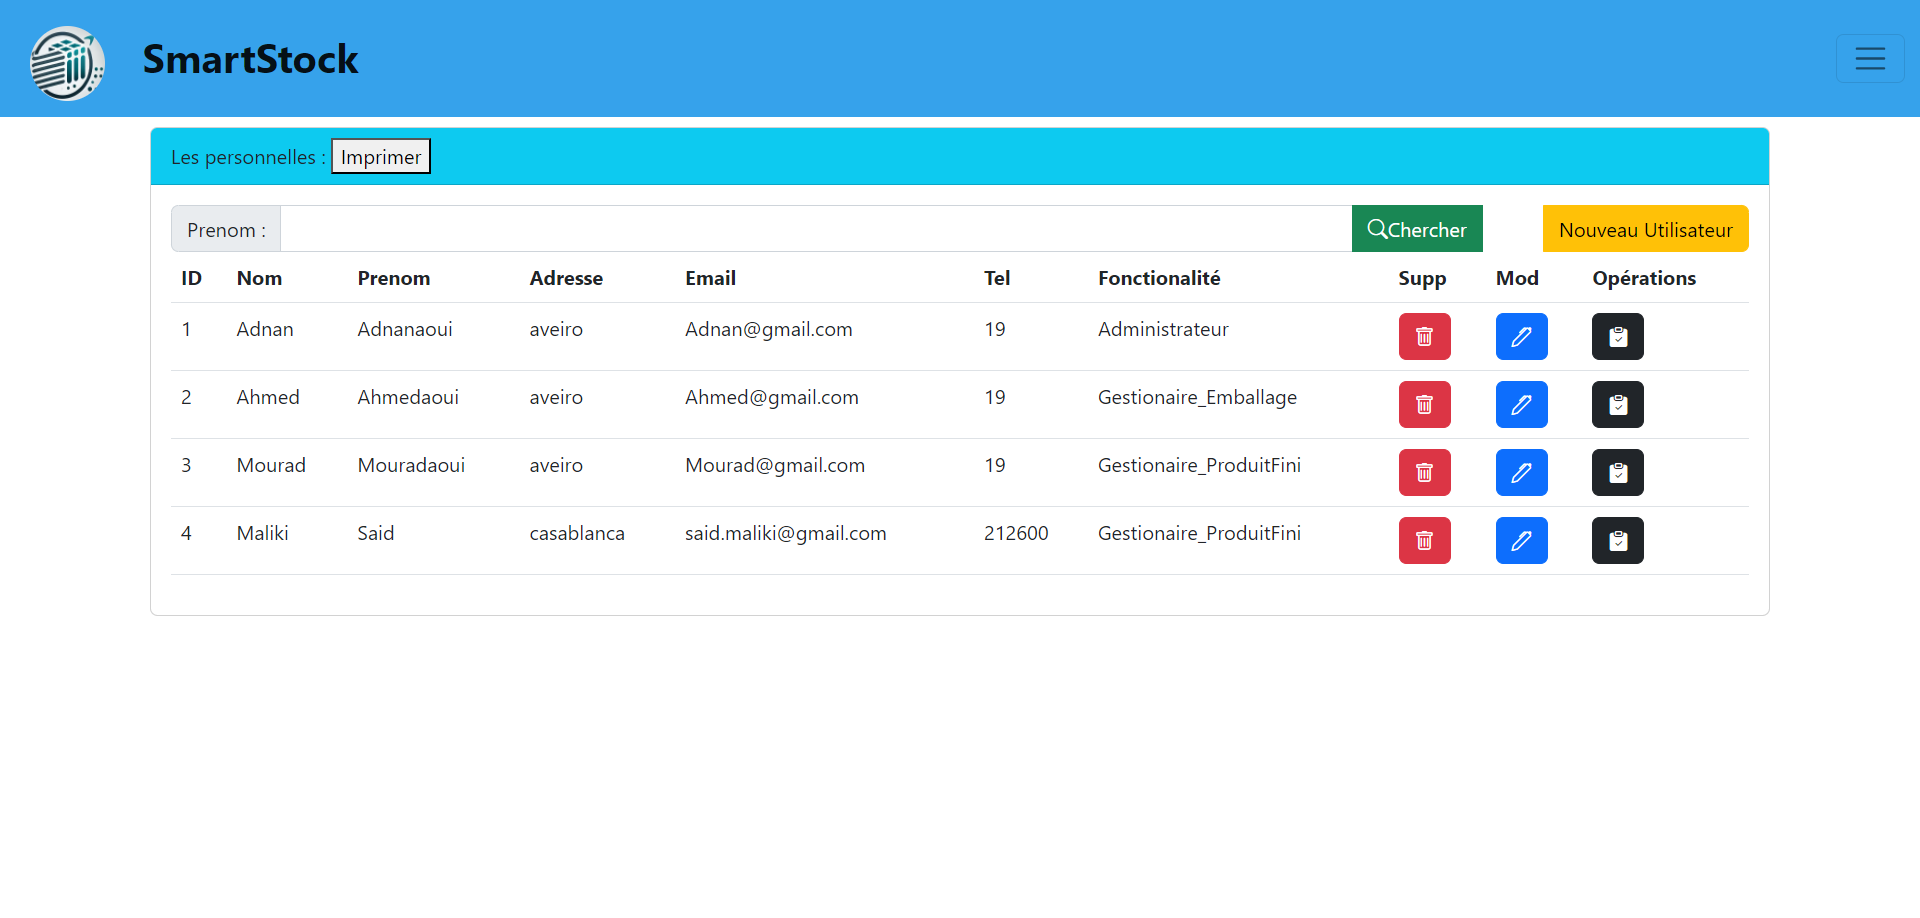 SmartStock
Les personnelles : Imprimer
Prenom : Chercher Nouveau Utilisateur
ID Nom Prenom Adresse Email Tel Fonctionalité Supp Mod Opérations
1 Adnan Adnanaoui aveiro Adnan@gmail.com 19 Administrateur
2 Ahmed Ahmedaoui aveiro Ahmed@gmail.com 19 Gestionaire_Emballage
3 Mourad Mouradaoui aveiro Mourad@gmail.com 19 Gestionaire_ProduitFini
4 Maliki Said casablanca said.maliki@gmail.com 212600 Gestionaire_ProduitFini